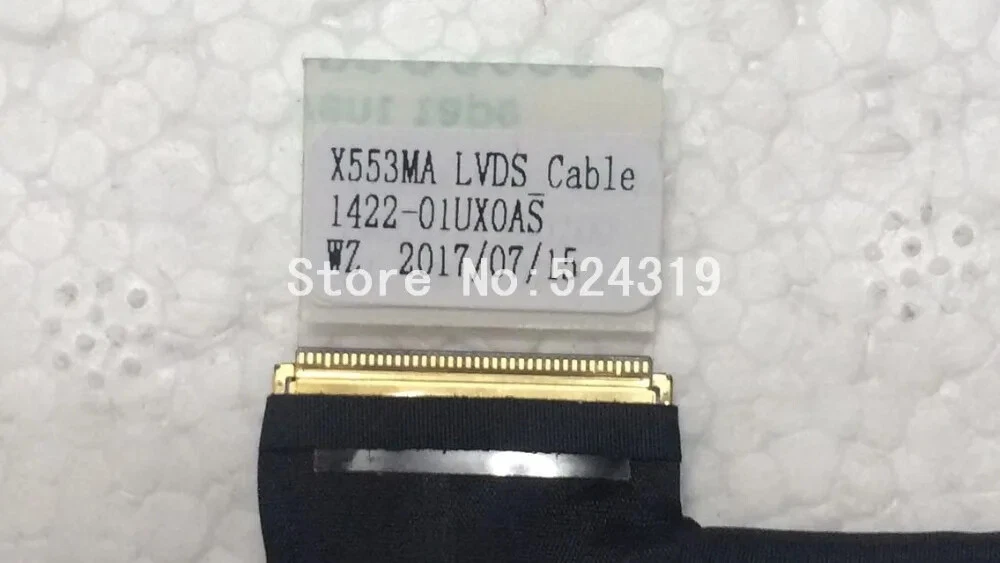 X553MA LVDS_Cable
1422-01UX0AS
WZ 2017/07/15
Store No:524319